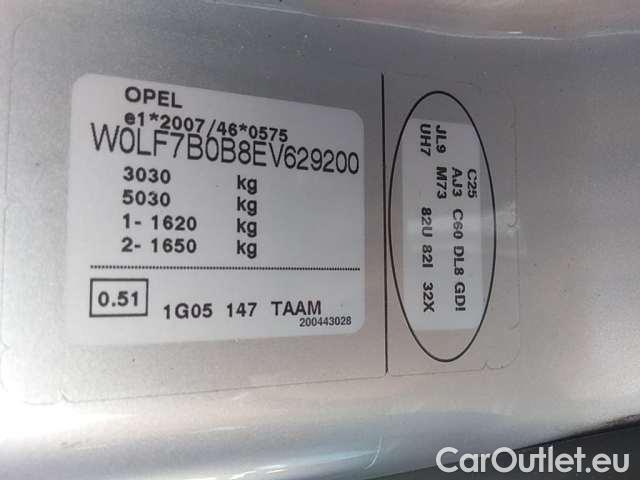 OPEL
e1*2007/46*0575
W0LF7B0B8EV629200
3030 kg
5030 kg
1- 1620 kg
2- 1650 kg
0.51 1G05 147 TAAM
200443028
C25
AJ3 C60 DL8 GDI
JL9 M73 82U 82I 32X
UH7
CarOutlet.eu